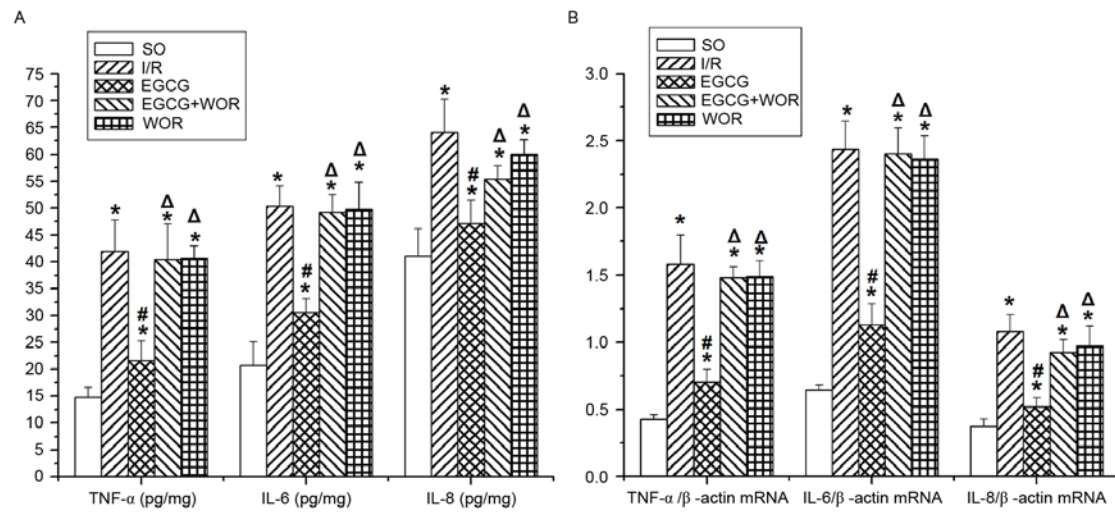 A
SO
I/R
EGCG
EGCG+WOR
WOR
75
70
65
60
55
50
45
40
35
30
25
20
15
10
5
0
*
#
*
Δ
*
Δ
*
*
#
*
Δ
*
Δ
*
*
#
*
Δ
*
Δ
*
TNF-α (pg/mg) IL-6 (pg/mg) IL-8 (pg/mg)
B
SO
I/R
EGCG
EGCG+WOR
WOR
3.0
2.5
2.0
1.5
1.0
0.5
0.0
*
#
*
Δ
*
Δ
*
*
#
*
Δ
*
Δ
*
*
#
*
Δ
*
Δ
*
TNF-α /β -actin mRNA IL-6/β -actin mRNA IL-8/β -actin mRNA